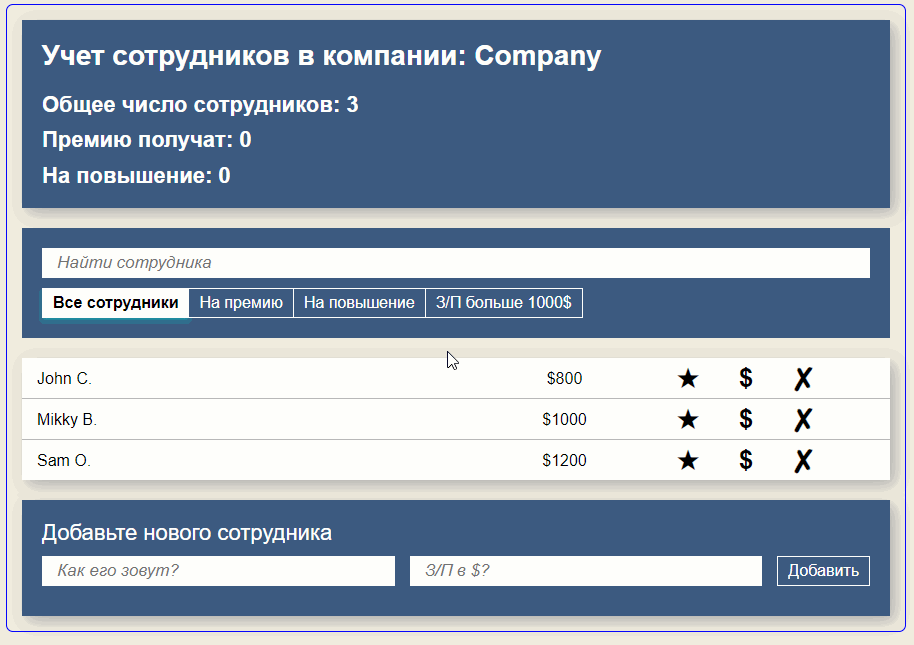 Учет сотрудников в компании: Company
Общее число сотрудников: 3
Премию получат: 0
На повышение: 0
Найти сотрудника
Все сотрудники На премию На повышение З/П больше 1000$
John C. $800 ★ $ ✗
Mikky B. $1000 ★ $ ✗
Sam O. $1200 ★ $ ✗
Добавьте нового сотрудника
Как его зовут? З/П в $? Добавить